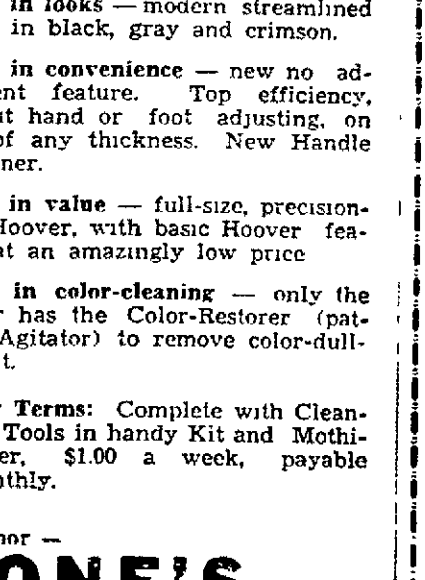 in looks — modern streamlined
in black, gray and crimson.
in convenience — new no ad-
ent feature. Top efficiency,
ut hand or foot adjusting, on
of any thickness. New Handle
ner.
in value — full-size, precision-
Hoover, with basic Hoover fea-
at an amazingly low price
in color-cleaning — only the
r has the Color-Restorer (pat-
Agitator) to remove color-dull-
t.
r Terms: Complete with Clean-
Tools in handy Kit and Mothi-
er, $1.00 a week, payable
nthly.
nor —
ONE'S